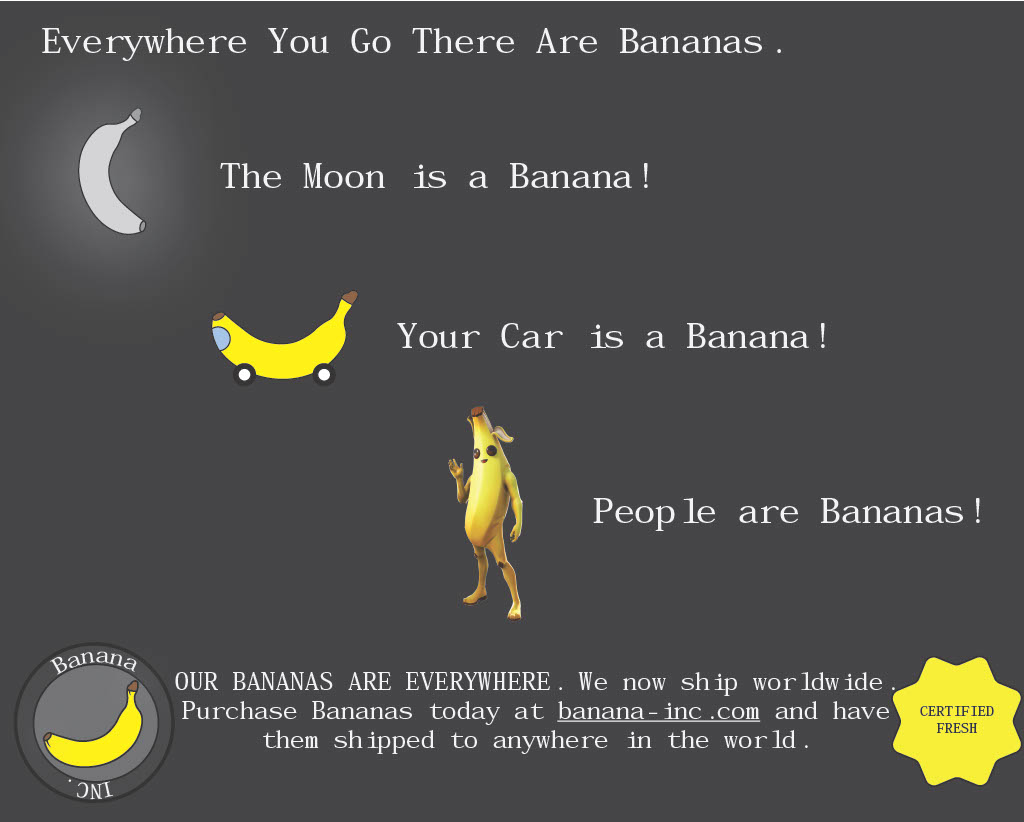 Everywhere You Go There Are Bananas.
The Moon is a Banana!
Your Car is a Banana!
People are Bananas!
Banana
INC.
OUR BANANAS ARE EVERYWHERE. We now ship worldwide.
Purchase Bananas today at banana-inc.com and have
them shipped to anywhere in the world.
CERTIFIED
FRESH